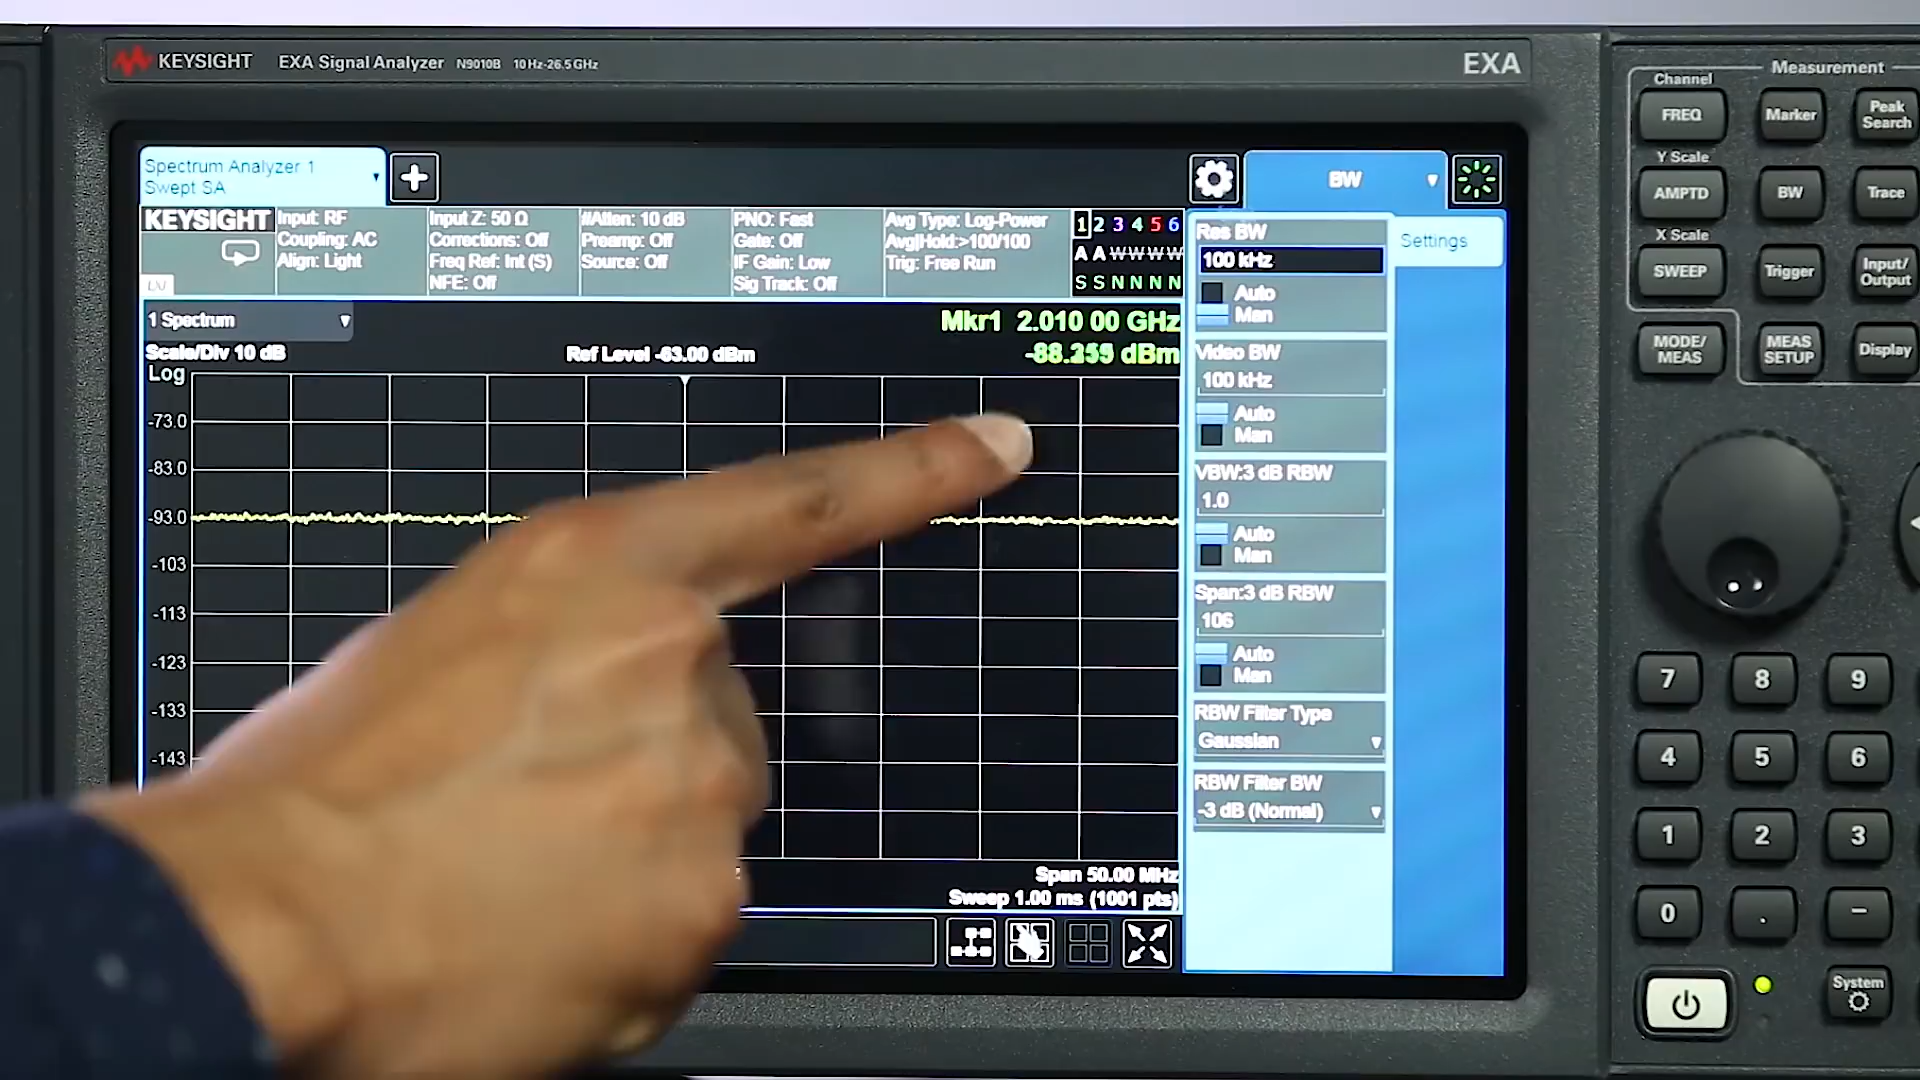 KEYSIGHT EXA Signal Analyzer N9010B 10Hz-26.5GHz
EXA
Spectrum Analyzer 1
Swept SA
BW
KEYSIGHT
Input: RF
Coupling: AC
Align: Light
Input Z: 50 Ω
Corrections: Off
Freq Ref: Int (S)
NFE: Off
#Atten: 10 dB
Preamp: Off
Source: Off
PNO: Fast
Gate: Off
IF Gain: Low
Sig Track: Off
Avg Type: Log-Power
Avg|Hold:>100/100
Trig: Free Run
1 2 3 4 5 6
A A W W W W
S S N N N N
1 Spectrum
Scale/Div 10 dB
Log
Ref Level -63.00 dBm
Mkr1 2.010 00 GHz
dBm
-73.0
-83.0
-93.0
-103
-113
-123
-133
-143
Span 50.00 MHz
Sweep 1.00 ms (1001 pts)
Settings
Res BW
100 kHz
Auto
Man
Video BW
100 kHz
Auto
Man
VBW:3 dB RBW
1.0
Auto
Man
Span:3 dB RBW
106
Auto
Man
RBW Filter Type
Gaussian
RBW Filter BW
-3 dB (Normal)
Measurement
Channel
FREQ
Marker
Peak
Search
Y Scale
AMPTD
BW
Trace
X Scale
SWEEP
Trigger
Input/
Output
MODE/
MEAS
MEAS
SETUP
Display
7 8 9
4 5 6
1 2 3
0 . −
System